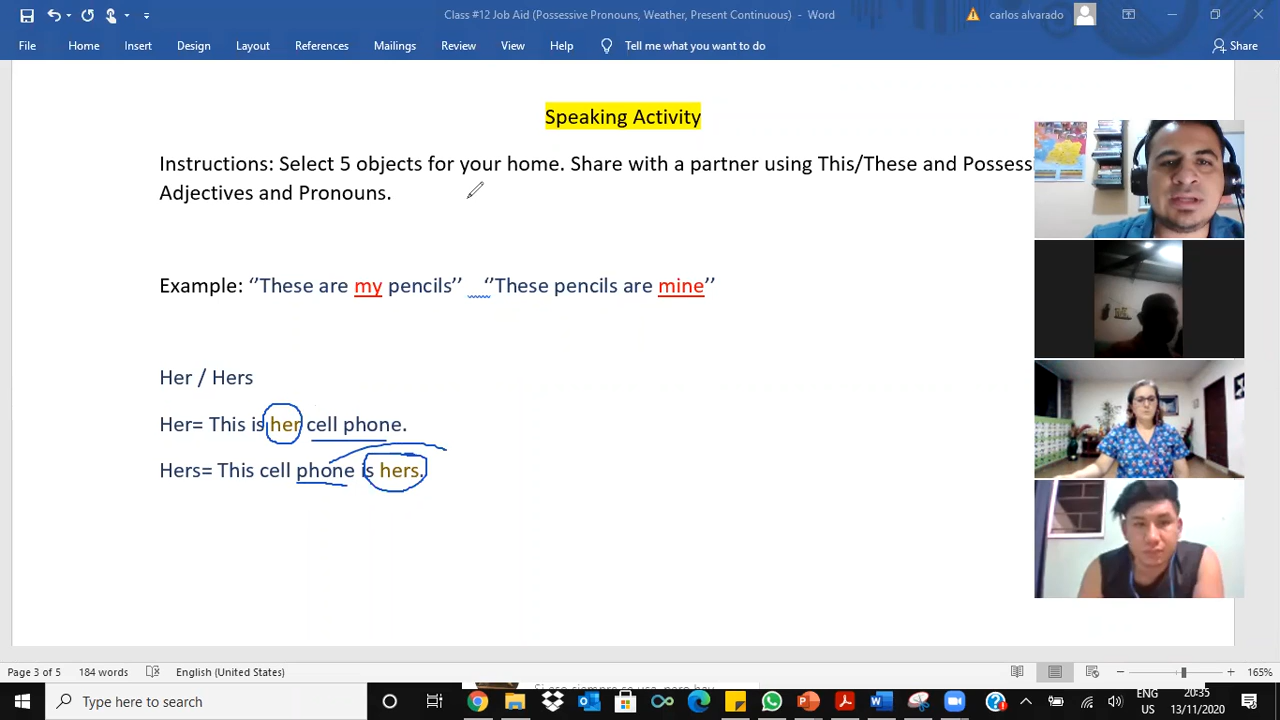 Class #12 Job Aid (Possessive Pronouns, Weather, Present Continuous) - Word
carlos alvarado
File Home Insert Design Layout References Mailings Review View Help Tell me what you want to do Share
Speaking Activity
Instructions: Select 5 objects for your home. Share with a partner using This/These and Possess
Adjectives and Pronouns.
Example: ‘’These are my pencils’’ ‘’These pencils are mine’’
Her / Hers
Her= This is her cell phone.
Hers= This cell phone is hers.
Page 3 of 5 184 words English (United States) 165%
Type here to search
ENG 20:35
US 13/11/2020